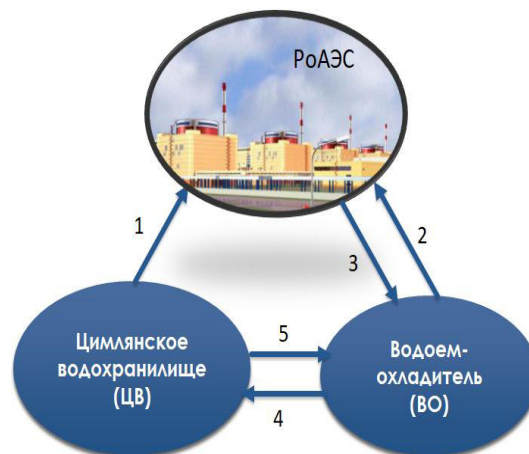 РоАЭС
1
2
3
Цимлянское
водохранилище
(ЦВ)
5
4
Водоем-
охладитель
(ВО)